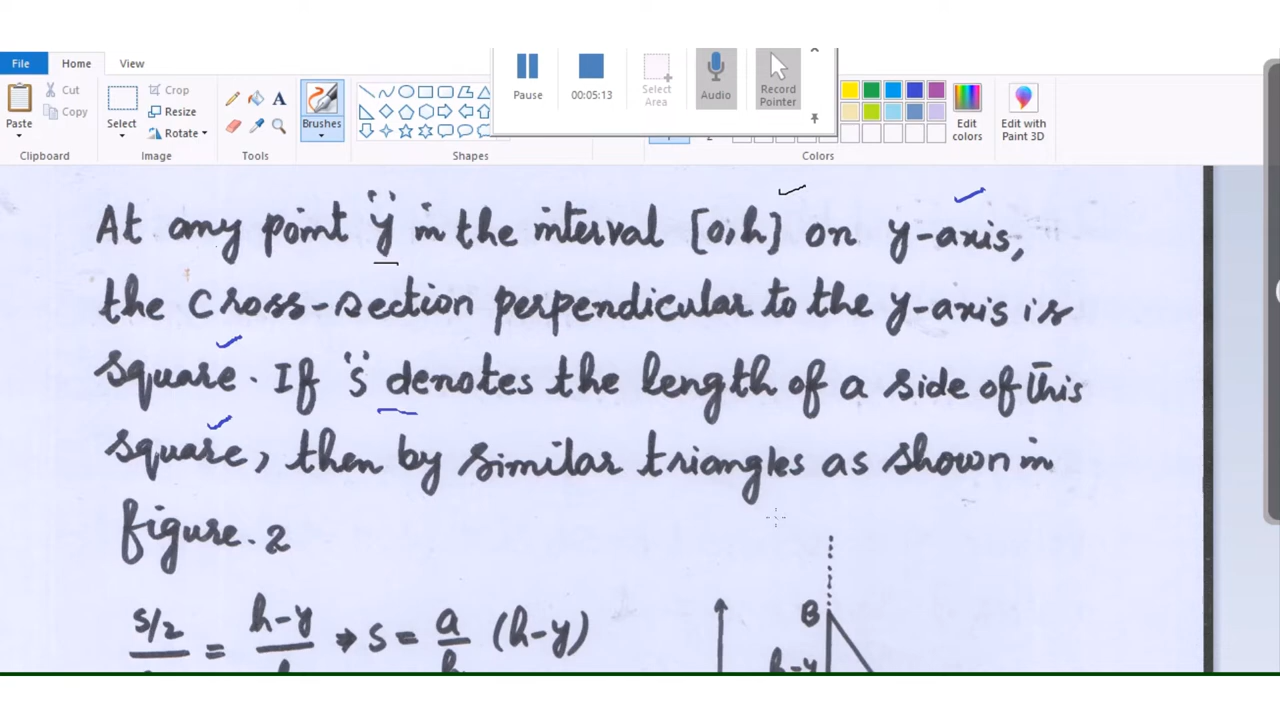 File Home View
Pause 00:05:13 Select Area Audio Record Pointer
Paste Cut Copy Select Crop Resize Rotate Brushes Edit colors Edit with Paint 3D
Clipboard Image Tools Shapes Colors
At any point "y" in the interval [0,h] on y-axis,
the cross-section perpendicular to the y-axis is
square. If "s" denotes the length of a side of this
square, then by similar triangles as shown in
figure.2
s/2 = h-y → s = a/h (h-y)
B
h-y